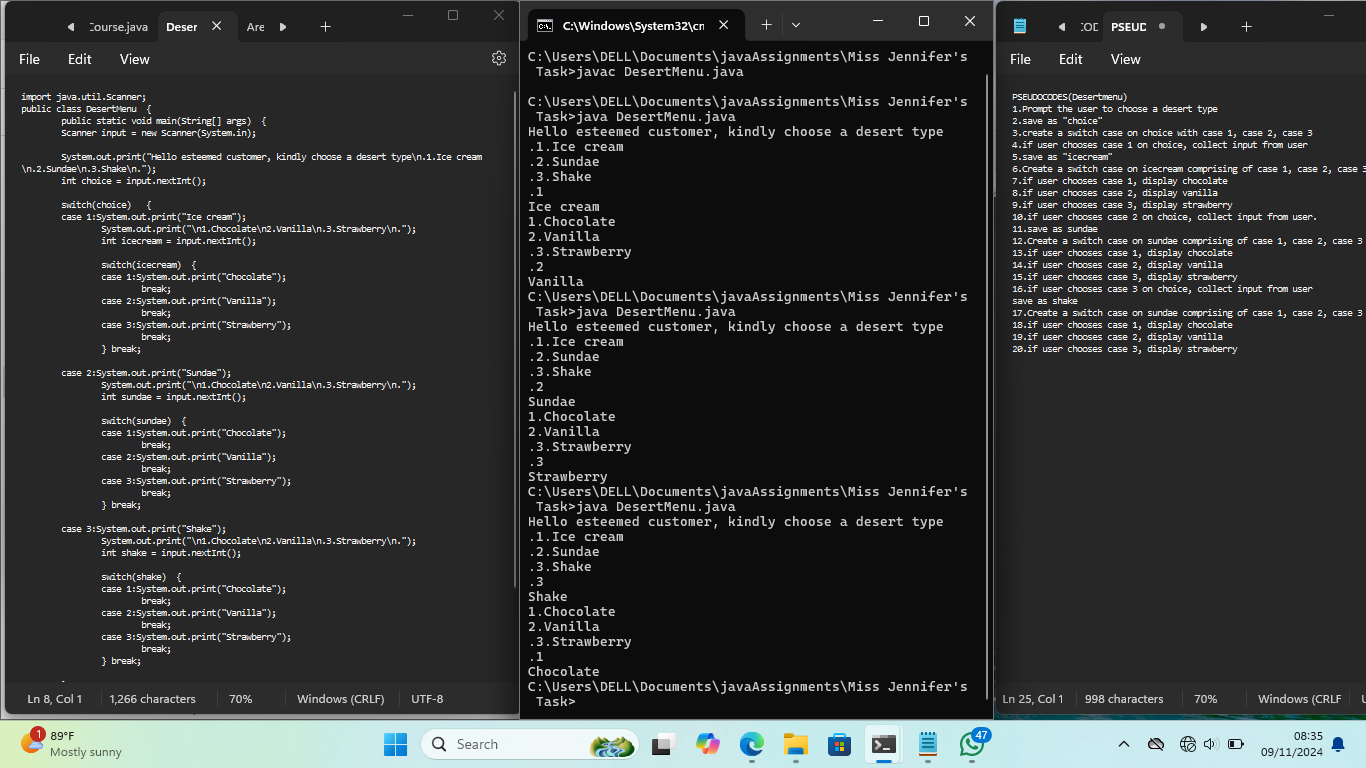 Course.java
Deser
Are
File Edit View
import java.util.Scanner;
public class DesertMenu {
public static void main(String[] args) {
Scanner input = new Scanner(System.in);
System.out.print("Hello esteemed customer, kindly choose a desert type\n.1.Ice cream
\n.2.Sundae\n.3.Shake\n.");
int choice = input.nextInt();
switch(choice) {
case 1:System.out.print("Ice cream");
System.out.print("\n1.Chocolate\n2.Vanilla\n.3.Strawberry\n.");
int icecream = input.nextInt();
switch(icecream) {
case 1:System.out.print("Chocolate");
break;
case 2:System.out.print("Vanilla");
break;
case 3:System.out.print("Strawberry");
break;
} break;
case 2:System.out.print("Sundae");
System.out.print("\n1.Chocolate\n2.Vanilla\n.3.Strawberry\n.");
int sundae = input.nextInt();
switch(sundae) {
case 1:System.out.print("Chocolate");
break;
case 2:System.out.print("Vanilla");
break;
case 3:System.out.print("Strawberry");
break;
} break;
case 3:System.out.print("Shake");
System.out.print("\n1.Chocolate\n2.Vanilla\n.3.Strawberry\n.");
int shake = input.nextInt();
switch(shake) {
case 1:System.out.print("Chocolate");
break;
case 2:System.out.print("Vanilla");
break;
case 3:System.out.print("Strawberry");
break;
} break;
Ln 8, Col 1 1,266 characters 70% Windows (CRLF) UTF-8
C:\Windows\System32\cn
C:\Users\DELL\Documents\javaAssignments\Miss Jennifer's
Task>javac DesertMenu.java
C:\Users\DELL\Documents\javaAssignments\Miss Jennifer's
Task>java DesertMenu.java
Hello esteemed customer, kindly choose a desert type
.1.Ice cream
.2.Sundae
.3.Shake
.1
Ice cream
1.Chocolate
2.Vanilla
.3.Strawberry
.2
Vanilla
C:\Users\DELL\Documents\javaAssignments\Miss Jennifer's
Task>java DesertMenu.java
Hello esteemed customer, kindly choose a desert type
.1.Ice cream
.2.Sundae
.3.Shake
.2
Sundae
1.Chocolate
2.Vanilla
.3.Strawberry
.3
Strawberry
C:\Users\DELL\Documents\javaAssignments\Miss Jennifer's
Task>java DesertMenu.java
Hello esteemed customer, kindly choose a desert type
.1.Ice cream
.2.Sundae
.3.Shake
.3
Shake
1.Chocolate
2.Vanilla
.3.Strawberry
.1
Chocolate
C:\Users\DELL\Documents\javaAssignments\Miss Jennifer's
Task>
PSEUD
File Edit View
PSEUDOCODES(Desertmenu)
1.Prompt the user to choose a desert type
2.save as "choice"
3.create a switch case on choice with case 1, case 2, case 3
4.if user chooses case 1 on choice, collect input from user
5.save as "icecream"
6.Create a switch case on icecream comprising of case 1, case 2, case 3
7.if user chooses case 1, display chocolate
8.if user chooses case 2, display vanilla
9.if user chooses case 3, display strawberry
10.if user chooses case 2 on choice, collect input from user.
11.save as sundae
12.Create a switch case on sundae comprising of case 1, case 2, case 3
13.if user chooses case 1, display chocolate
14.if user chooses case 2, display vanilla
15.if user chooses case 3, display strawberry
16.if user chooses case 3 on choice, collect input from user
save as shake
17.Create a switch case on sundae comprising of case 1, case 2, case 3
18.if user chooses case 1, display chocolate
19.if user chooses case 2, display vanilla
20.if user chooses case 3, display strawberry
Ln 25, Col 1 998 characters 70% Windows (CRLF
1
89°F
Mostly sunny
Search
47
08:35
09/11/2024